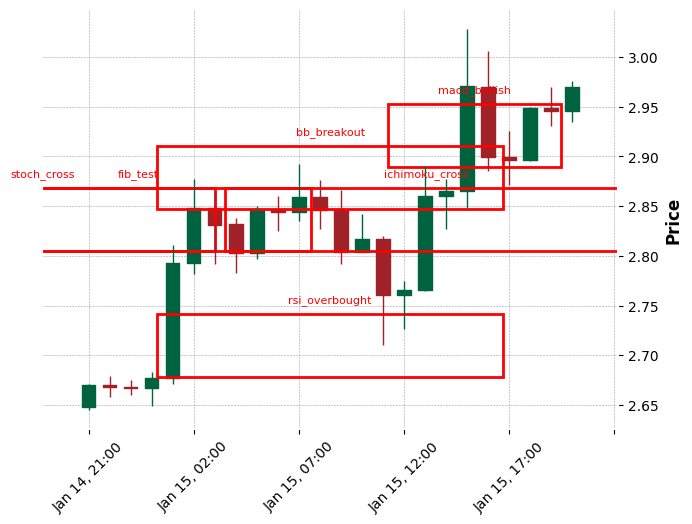 3.00
macd_bullish
2.95
bb_breakout
2.90
stoch_cross
fib_test
ichimoku_cross
2.85
Price
2.80
rsi_overbought
2.75
2.70
2.65
Jan 14, 21:00
Jan 15, 02:00
Jan 15, 07:00
Jan 15, 12:00
Jan 15, 17:00